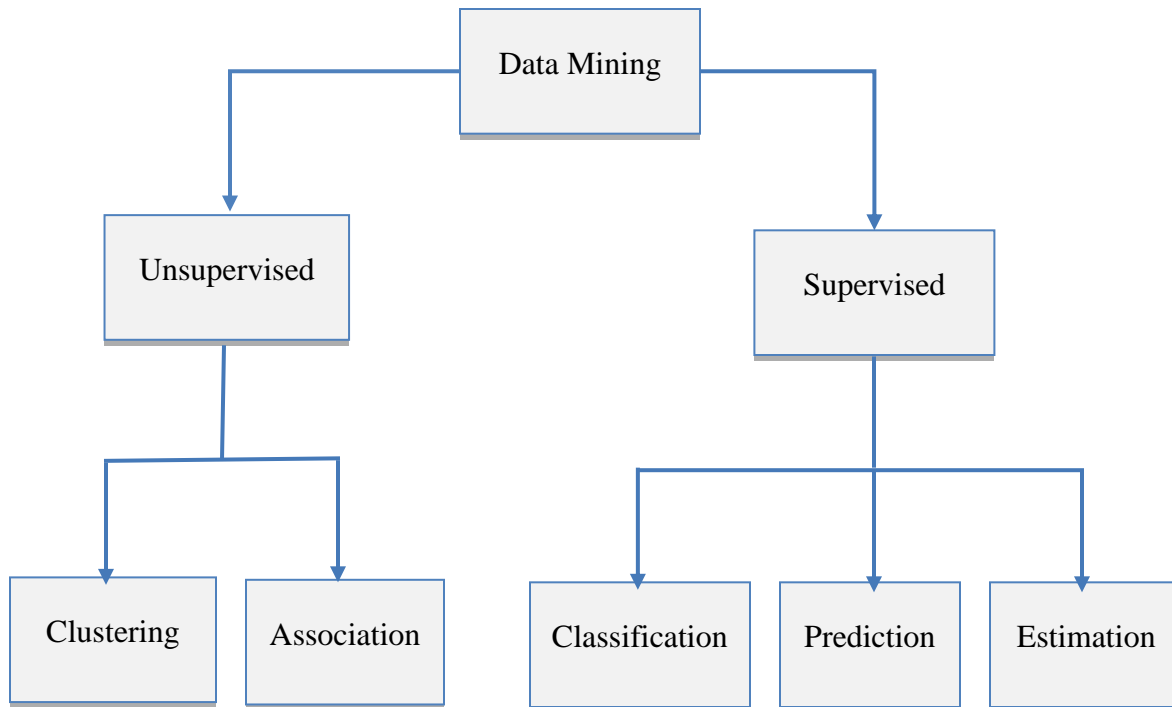 Data Mining
Unsupervised
Supervised
Clustering
Association
Classification
Prediction
Estimation